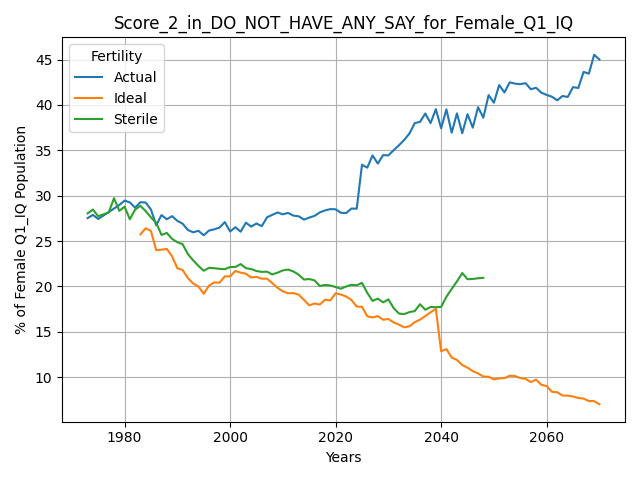 Score_2_in_DO_NOT_HAVE_ANY_SAY_for_Female_Q1_IQ
Fertility
Actual
Ideal
Sterile
% of Female Q1_IQ Population
45
40
35
30
25
20
15
10
1980
2000
2020
2040
2060
Years